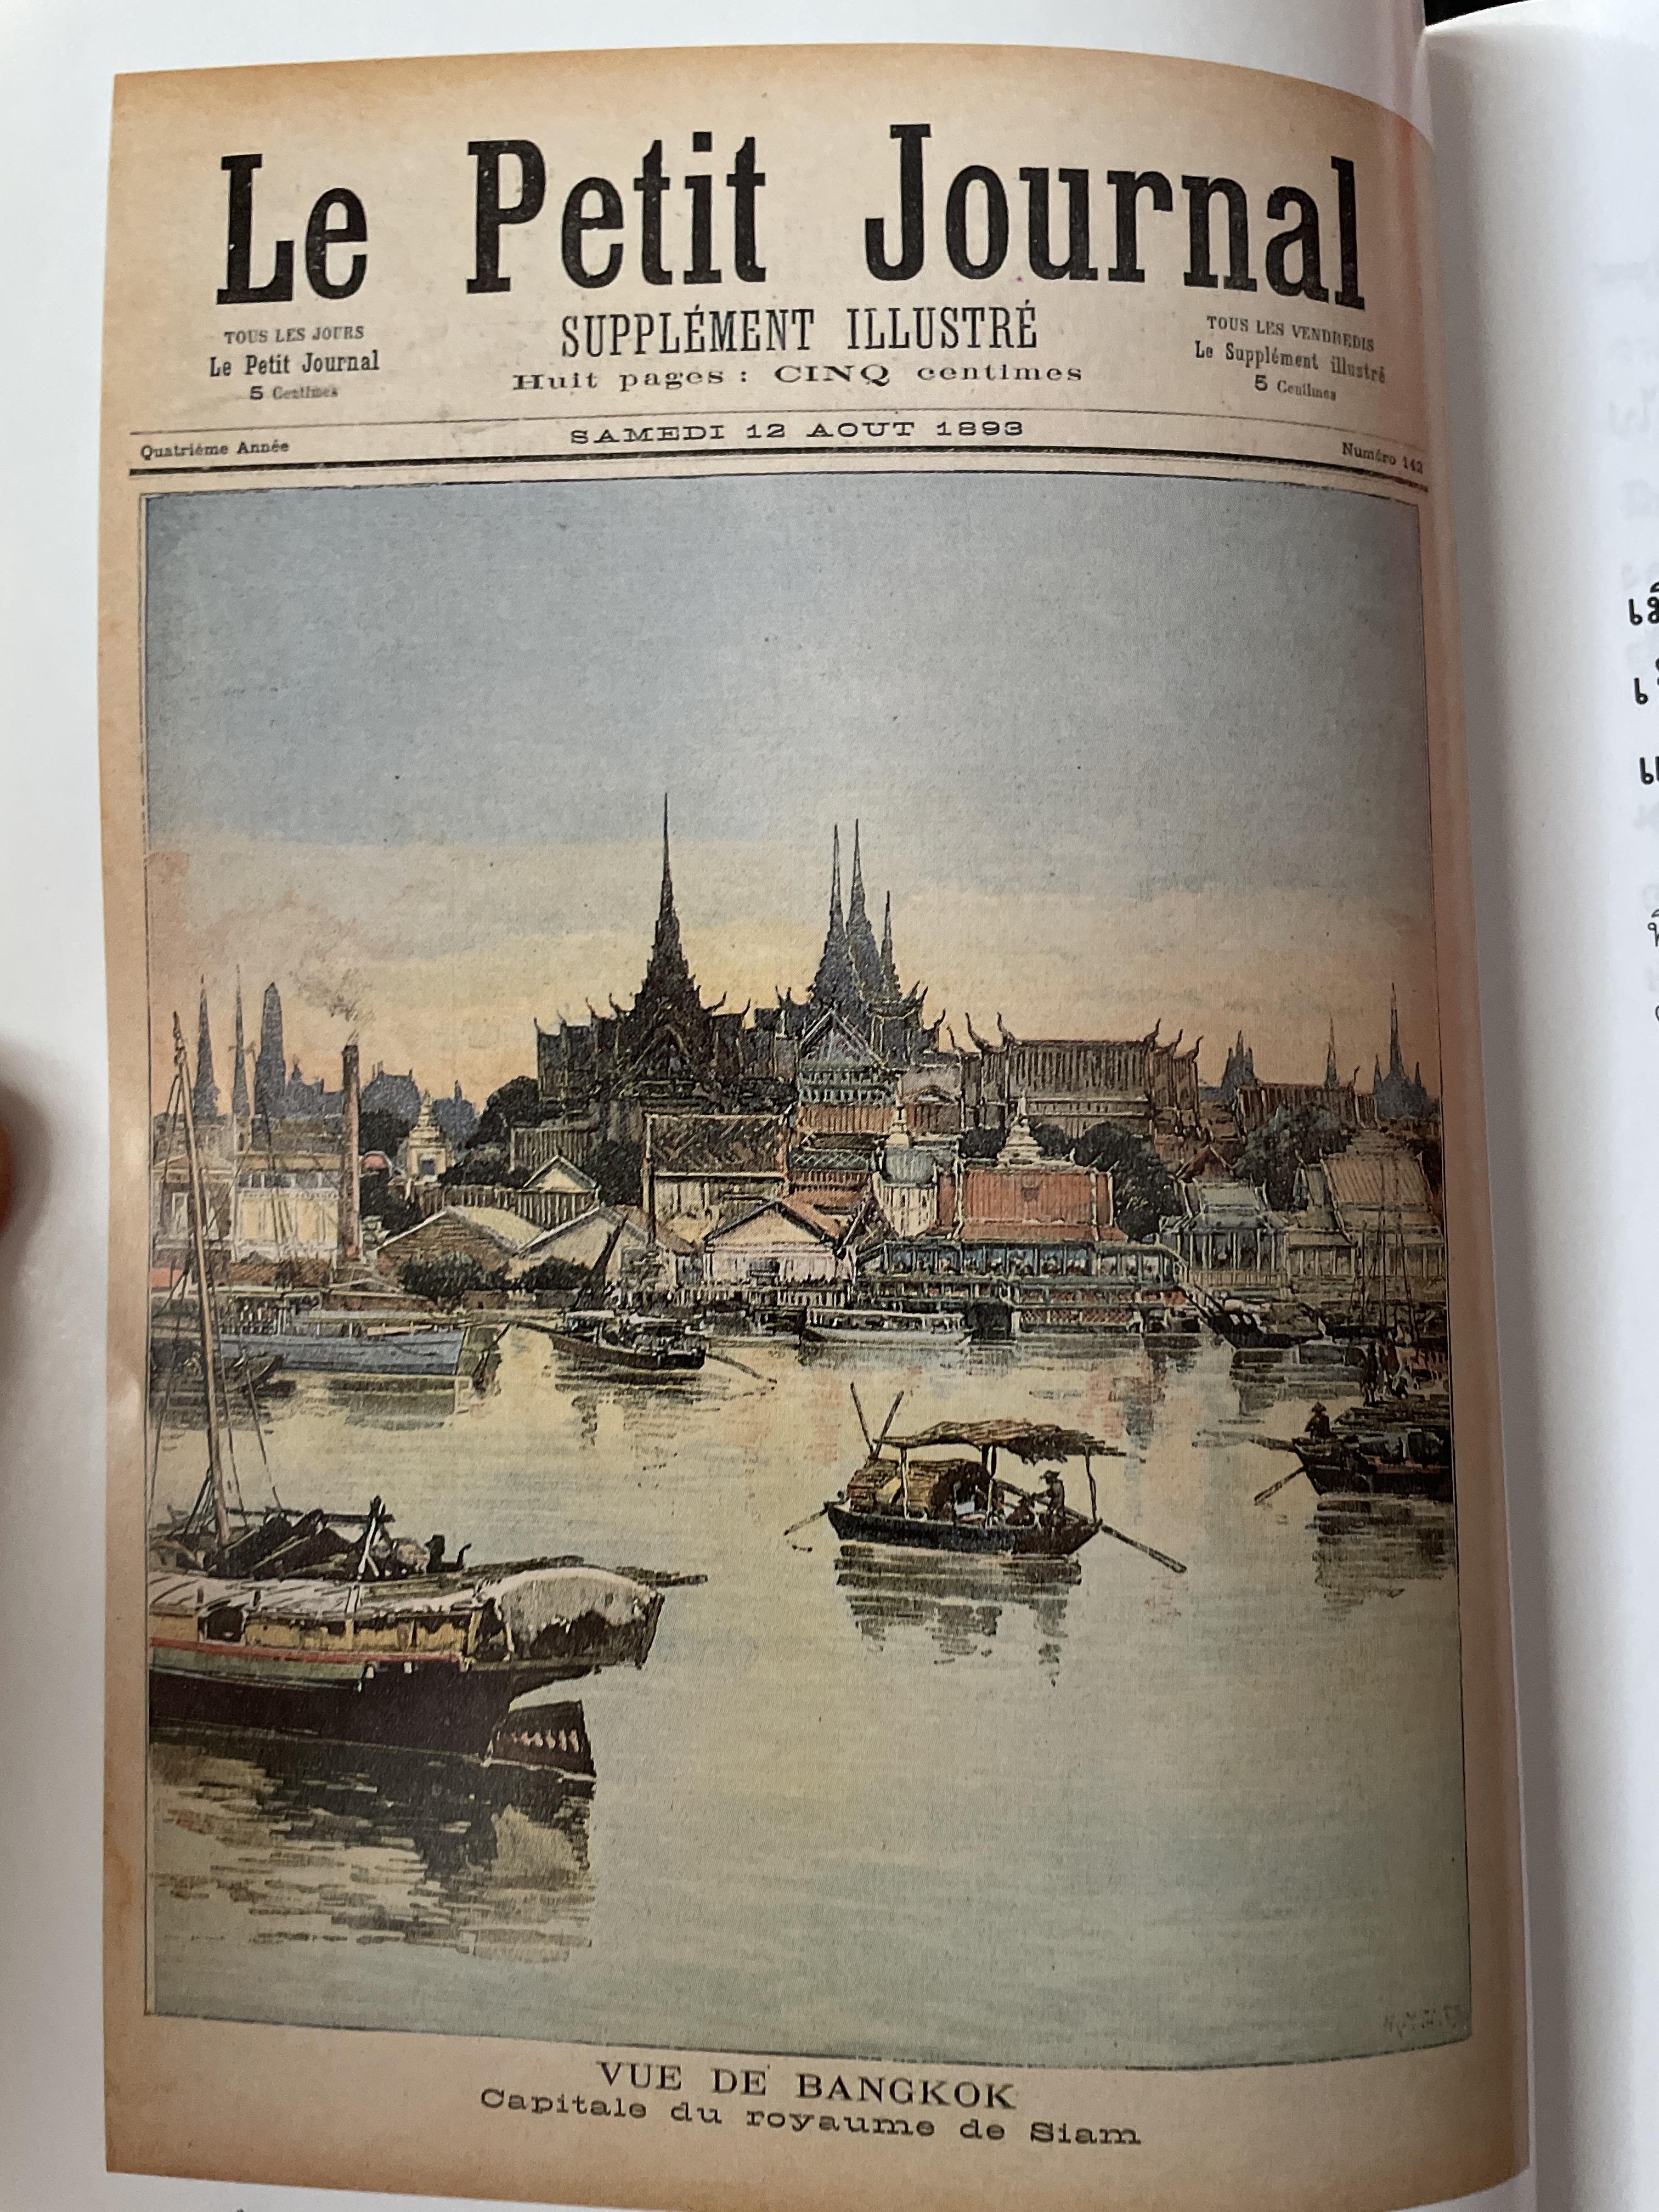 Le Petit Journal
TOUS LES JOURS
Le Petit Journal
5 Centimes
SUPPLÉMENT ILLUSTRÉ
Huit pages : CINQ centimes
TOUS LES VENDREDIS
Le Supplément illustré
5 Centimes
Quatrième Année
SAMEDI 12 AOUT 1893
Numéro 142
VUE DE BANGKOK
Capitale du royaume de Siam